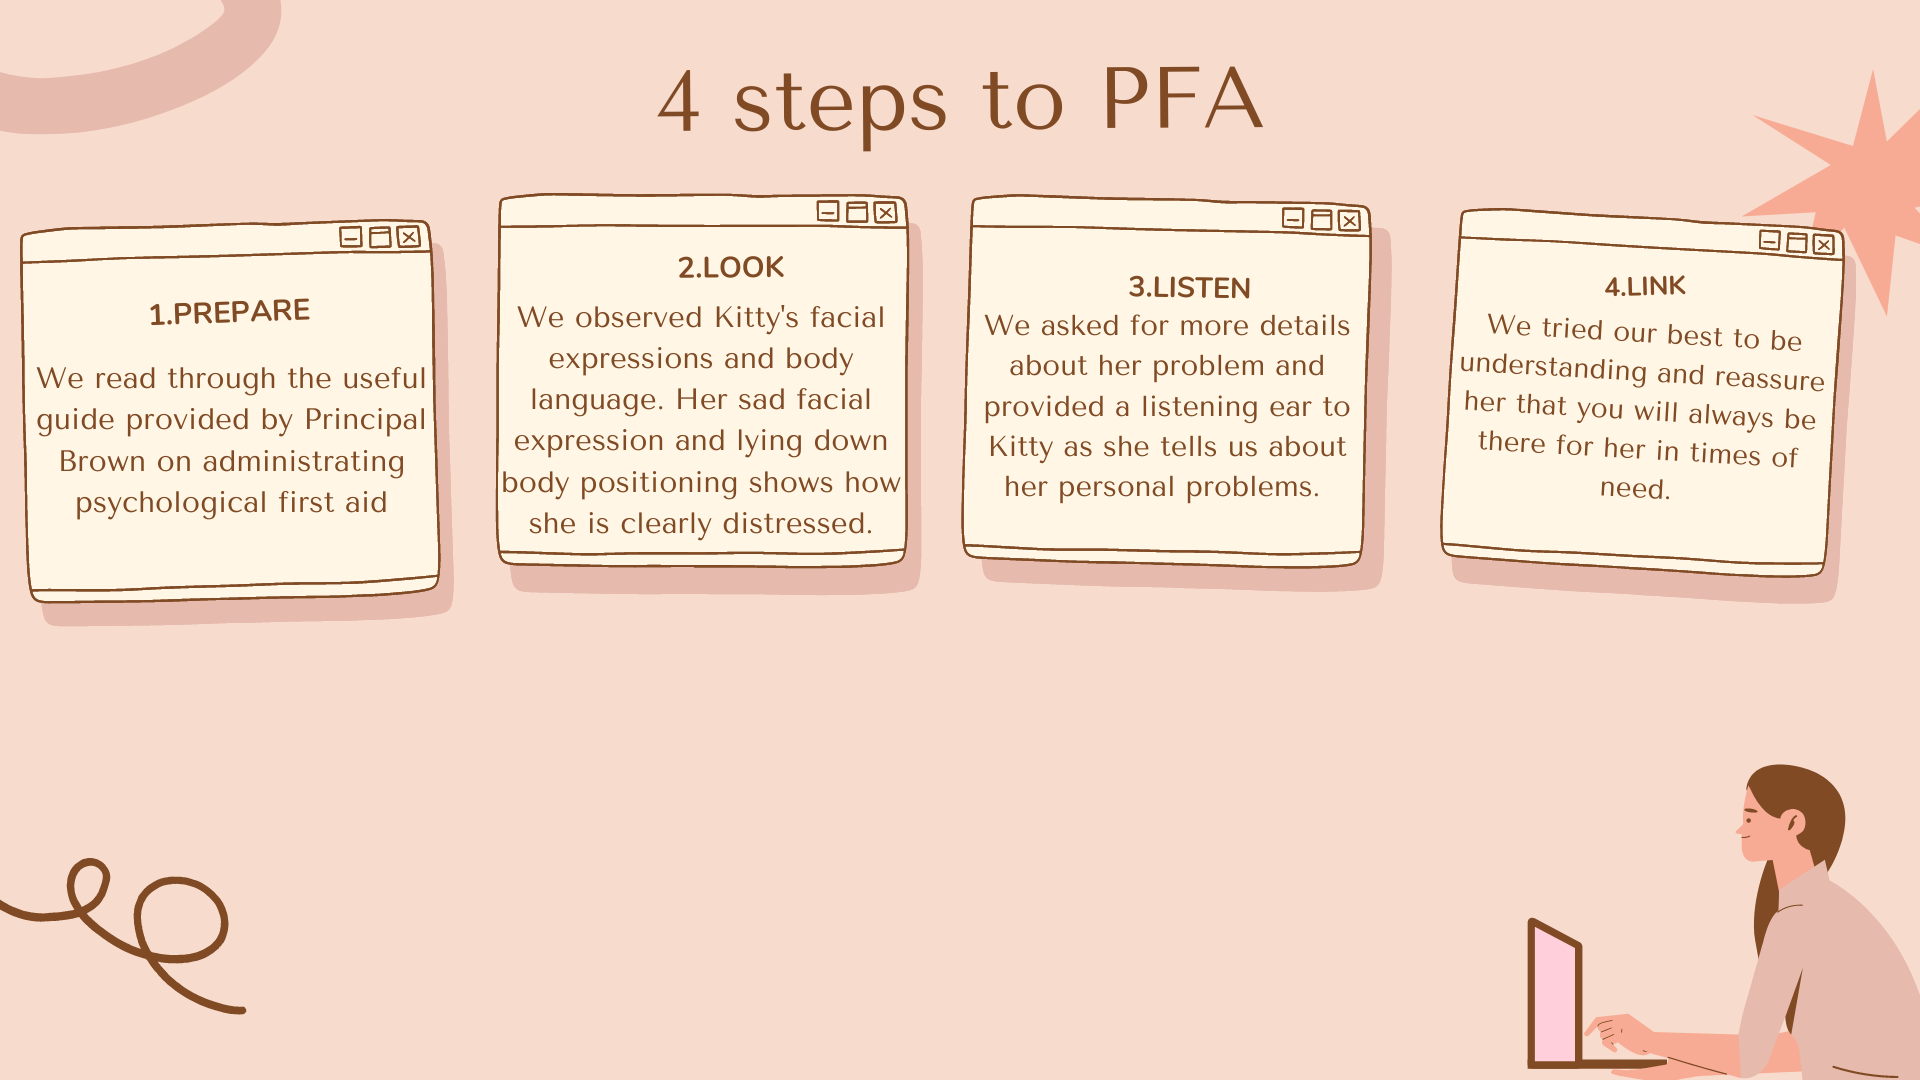 4 steps to PFA
1.PREPARE
We read through the useful
guide provided by Principal
Brown on administrating
psychological first aid
2.LOOK
We observed Kitty's facial
expressions and body
language. Her sad facial
expression and lying down
body positioning shows how
she is clearly distressed.
3.LISTEN
We asked for more details
about her problem and
provided a listening ear to
Kitty as she tells us about
her personal problems.
4.LINK
We tried our best to be
understanding and reassure
her that you will always be
there for her in times of
need.